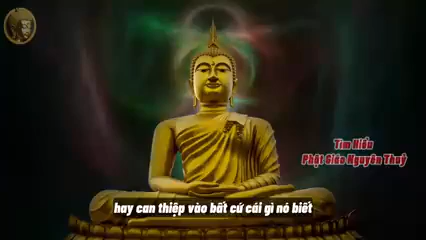 Tìm Hiểu
Phật Giáo Nguyên Thuỷ
hay can thiệp vào bất cứ cái gì nó biết